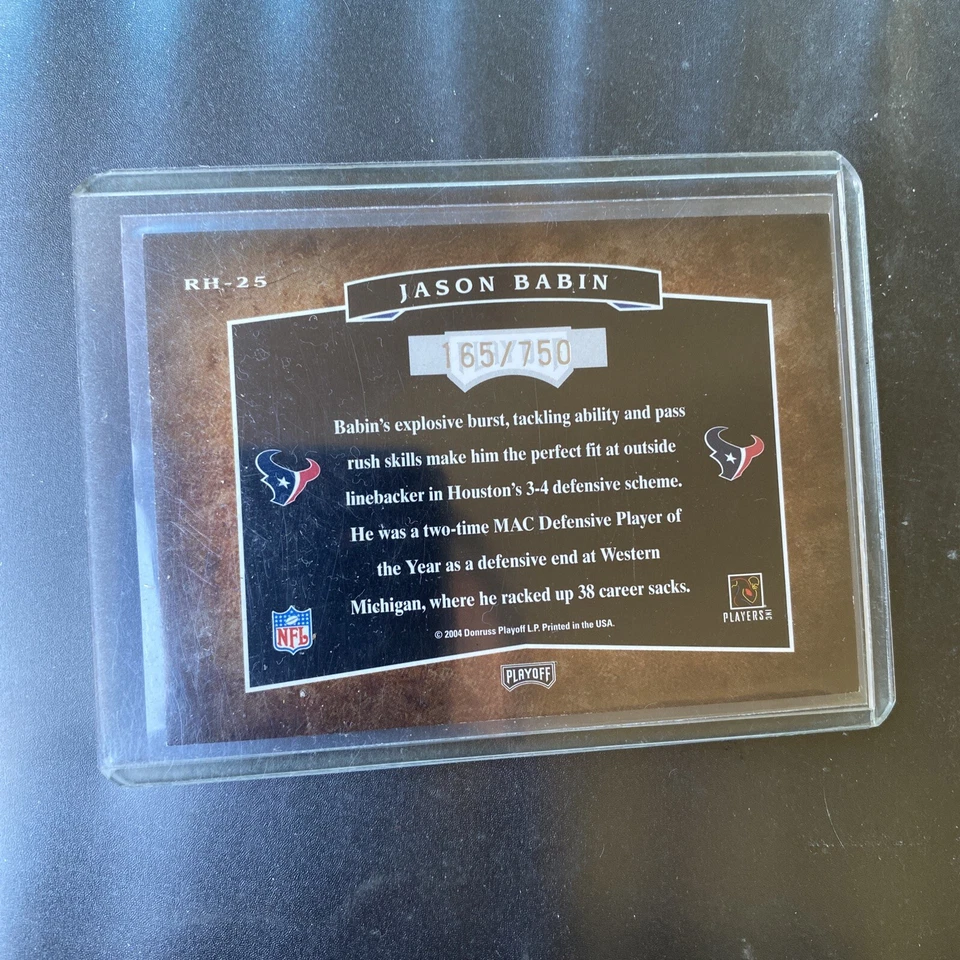 RH-25
JASON BABIN
165/750
Babin's explosive burst, tackling ability and pass
rush skills make him the perfect fit at outside
linebacker in Houston's 3-4 defensive scheme.
He was a two-time MAC Defensive Player of
the Year as a defensive end at Western
Michigan, where he racked up 38 career sacks.
© 2004 Donruss Playoff L.P. Printed in the USA.
NFL
PLAYERS INC
PLAYOFF